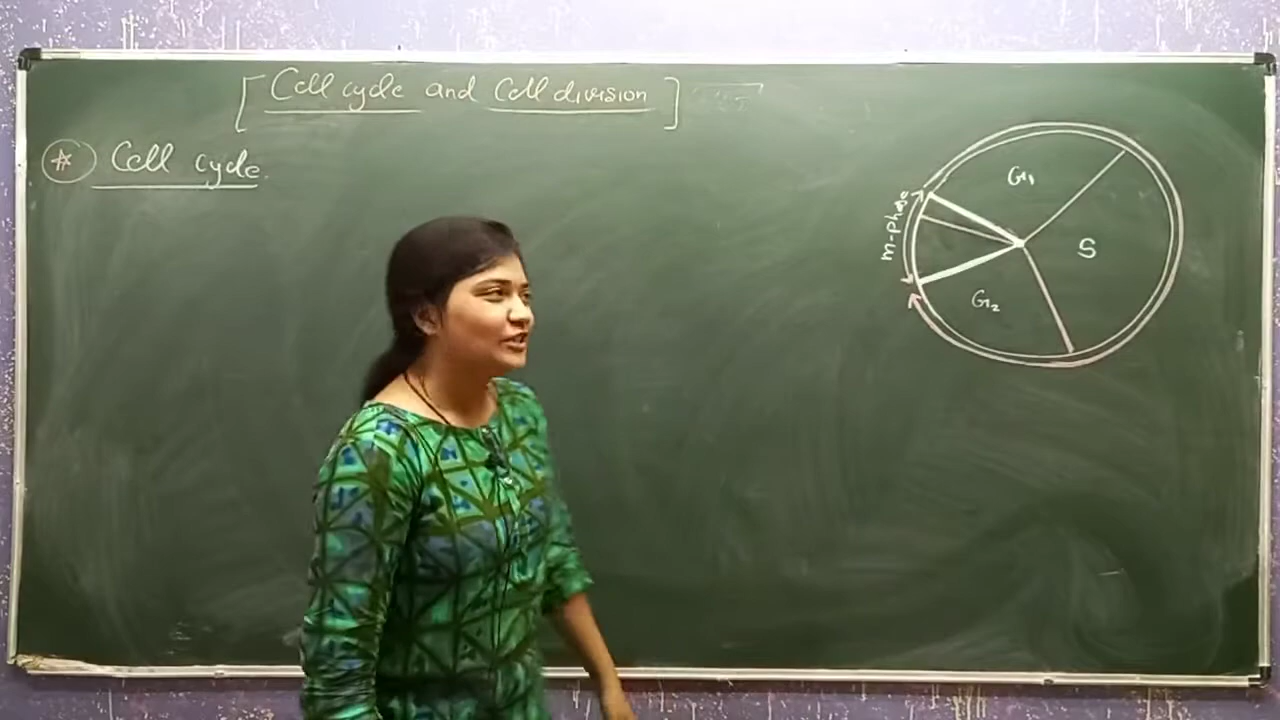 [Cell cycle and Cell division]
Cell cycle.
G1
S
G2
m-phase